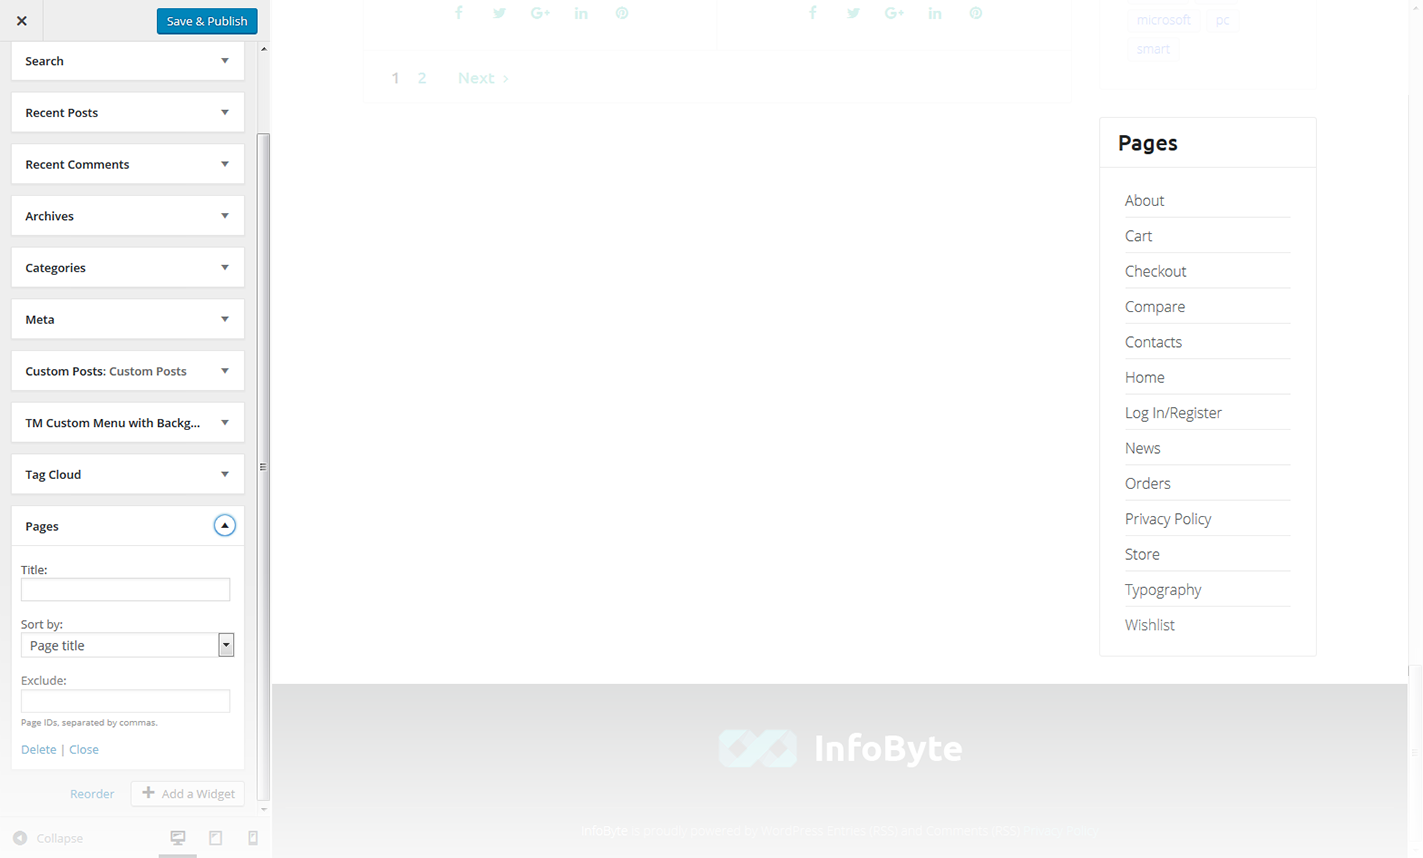 Save & Publish
Search
Recent Posts
Recent Comments
Archives
Categories
Meta
Custom Posts: Custom Posts
TM Custom Menu with Backg...
Tag Cloud
Pages
Title:
Sort by:
Page title
Exclude:
Page IDs, separated by commas.
Delete | Close
Reorder
Add a Widget
Collapse
1 2 Next ›
microsoft pc
smart
Pages
About
Cart
Checkout
Compare
Contacts
Home
Log In/Register
News
Orders
Privacy Policy
Store
Typography
Wishlist
InfoByte
InfoByte is proudly powered by WordPress Entries (RSS) and Comments (RSS) Privacy Policy